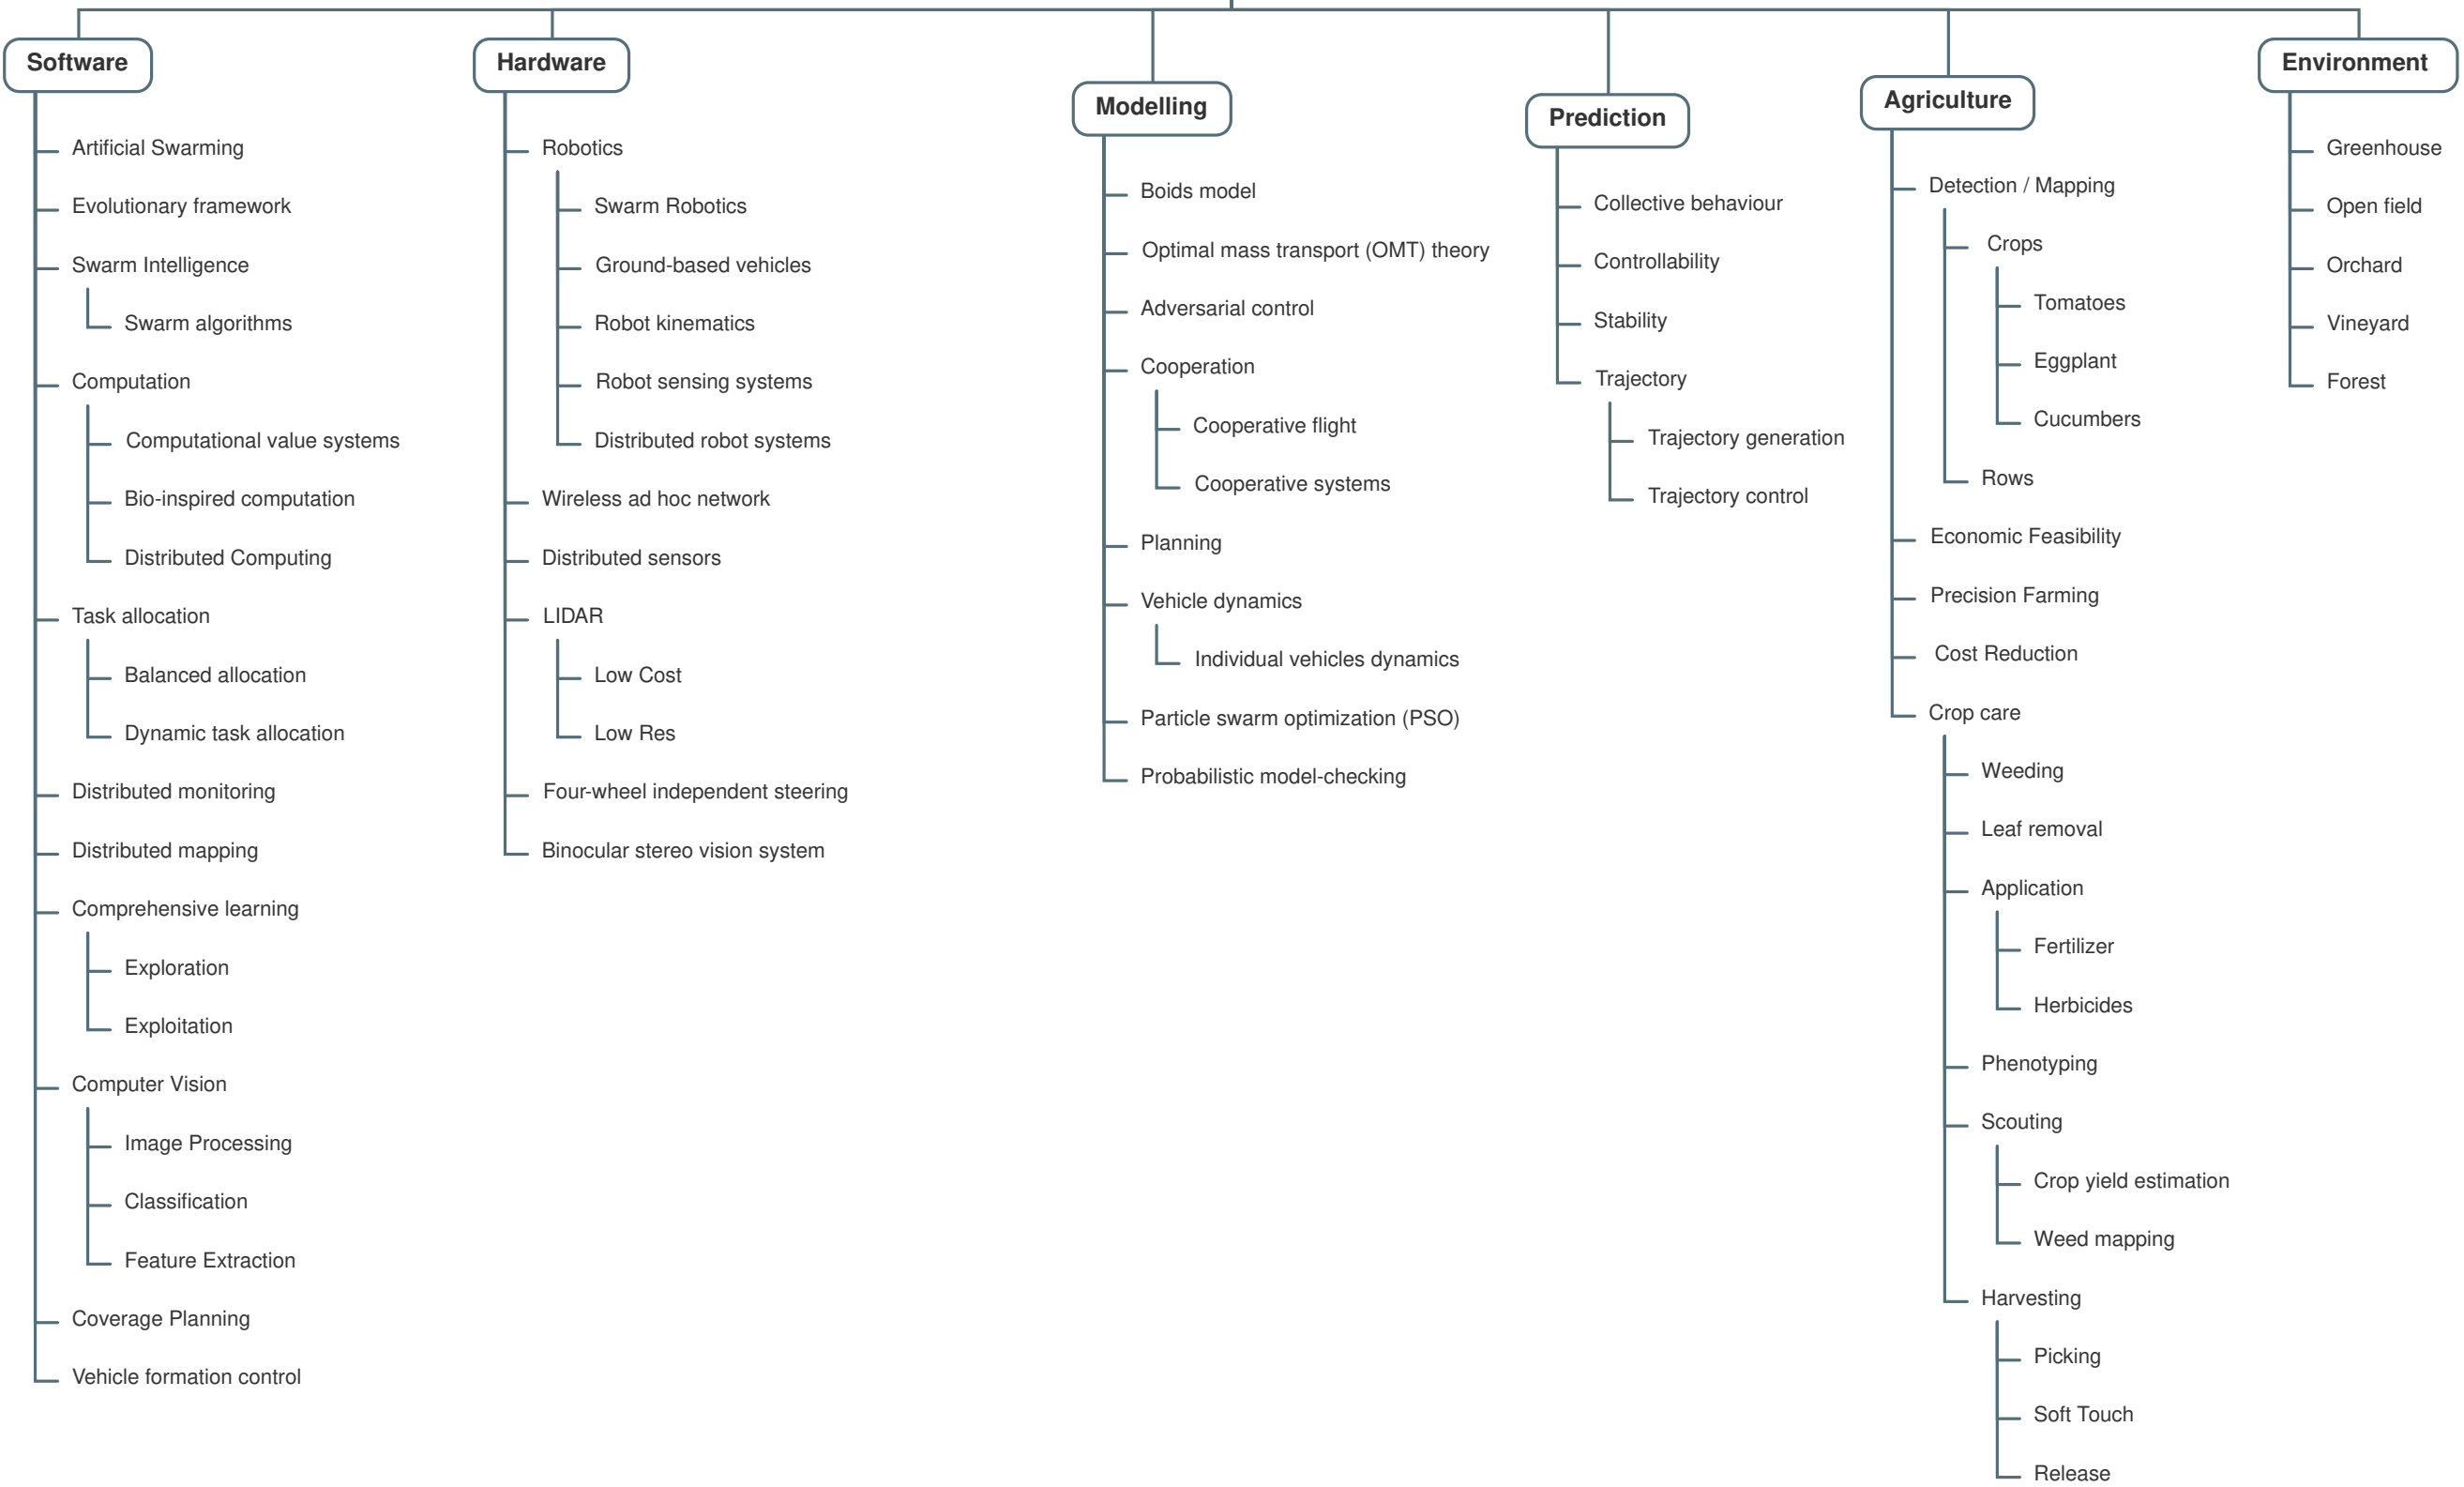 Software
Artificial Swarming
Evolutionary framework
Swarm Intelligence
Swarm algorithms
Computation
Computational value systems
Bio-inspired computation
Distributed Computing
Task allocation
Balanced allocation
Dynamic task allocation
Distributed monitoring
Distributed mapping
Comprehensive learning
Exploration
Exploitation
Computer Vision
Image Processing
Classification
Feature Extraction
Coverage Planning
Vehicle formation control
Hardware
Robotics
Swarm Robotics
Ground-based vehicles
Robot kinematics
Robot sensing systems
Distributed robot systems
Wireless ad hoc network
Distributed sensors
LIDAR
Low Cost
Low Res
Four-wheel independent steering
Binocular stereo vision system
Modelling
Boids model
Optimal mass transport (OMT) theory
Adversarial control
Cooperation
Cooperative flight
Cooperative systems
Planning
Vehicle dynamics
Individual vehicles dynamics
Particle swarm optimization (PSO)
Probabilistic model-checking
Prediction
Collective behaviour
Controllability
Stability
Trajectory
Trajectory generation
Trajectory control
Agriculture
Detection / Mapping
Crops
Tomatoes
Eggplant
Cucumbers
Rows
Economic Feasibility
Precision Farming
Cost Reduction
Crop care
Weeding
Leaf removal
Application
Fertilizer
Herbicides
Phenotyping
Scouting
Crop yield estimation
Weed mapping
Harvesting
Picking
Soft Touch
Release
Environment
Greenhouse
Open field
Orchard
Vineyard
Forest